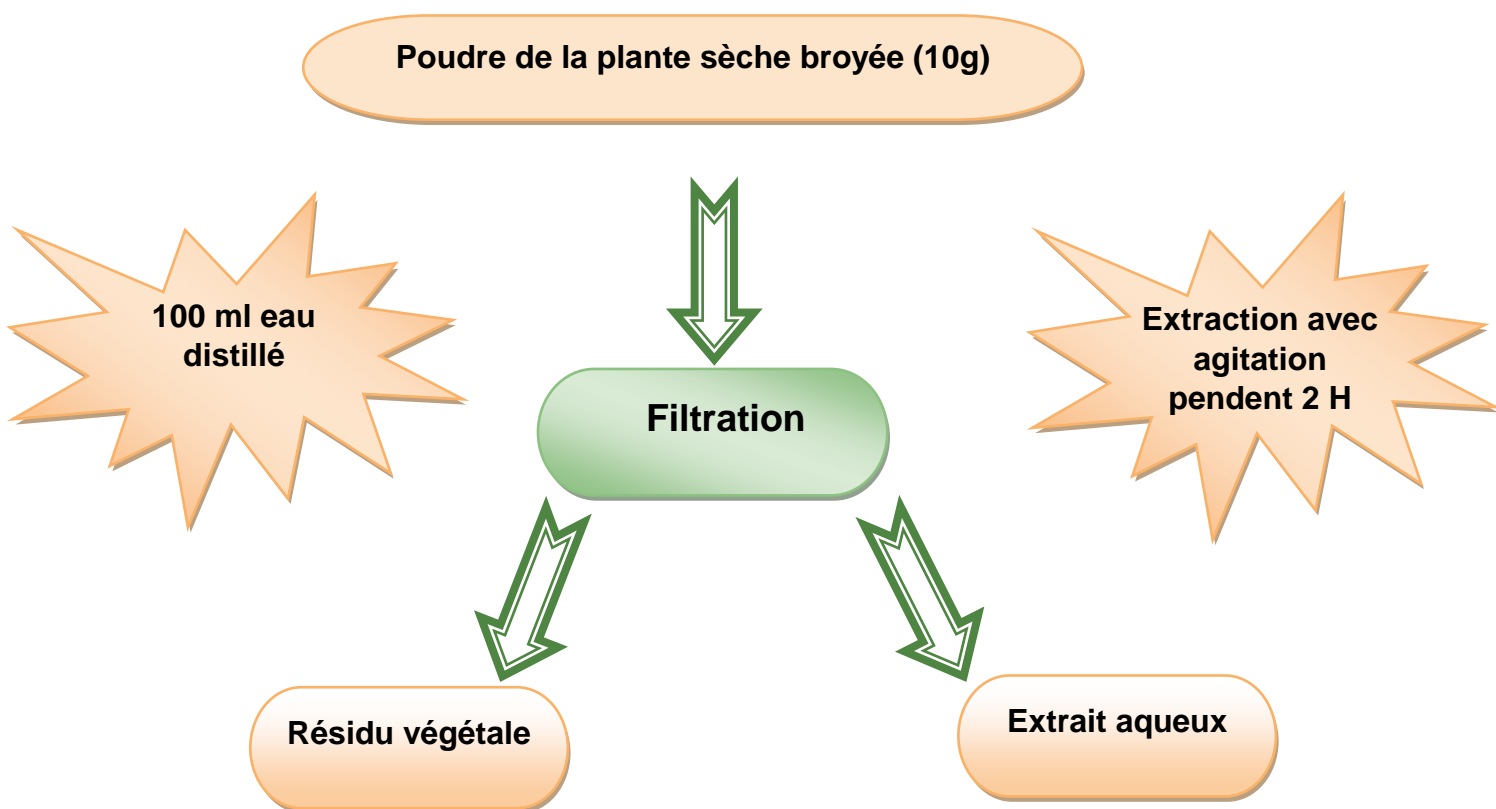 Poudre de la plante sèche broyée (10g)
100 ml eau
distillé
Extraction avec
agitation
pendent 2 H
Filtration
Résidu végétale
Extrait aqueux